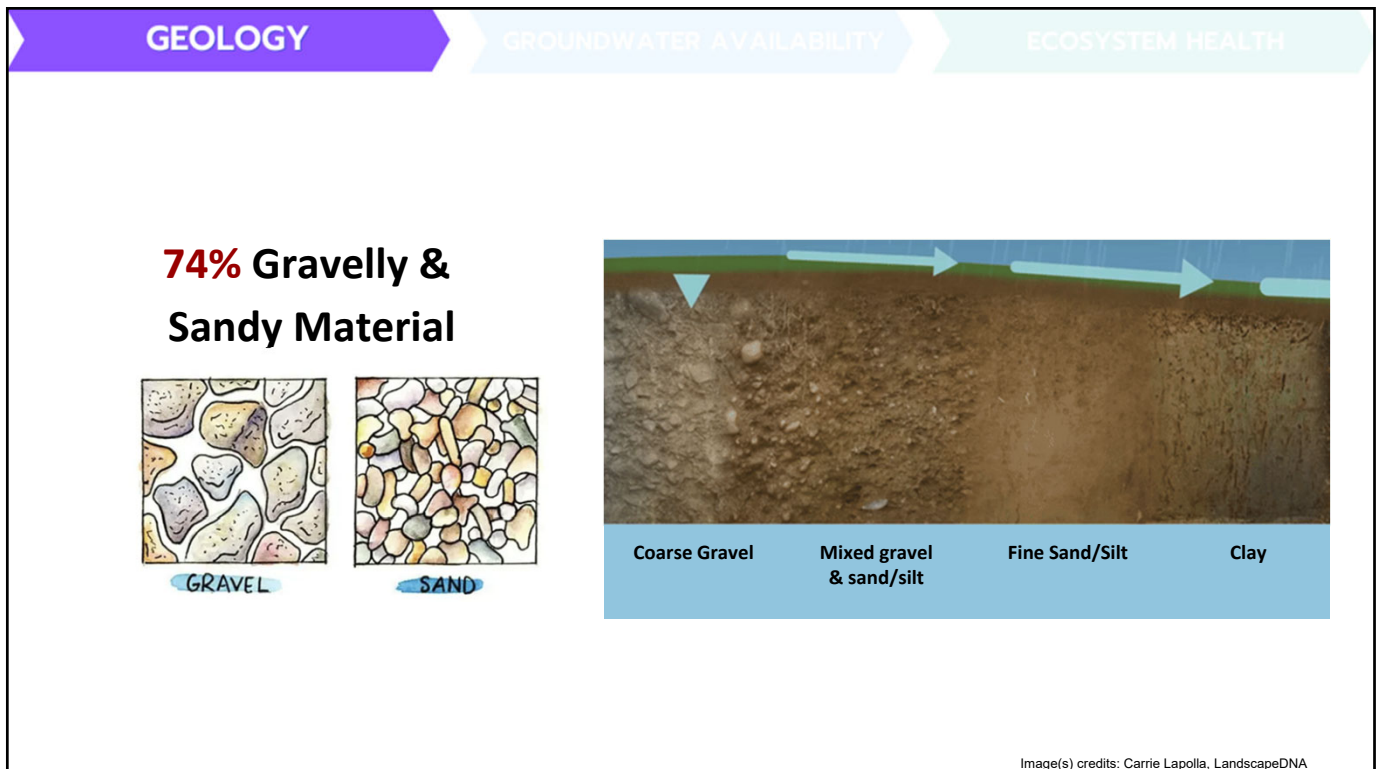 GEOLOGY
GROUNDWATER AVAILABILITY
ECOSYSTEM HEALTH
74% Gravelly &
Sandy Material
GRAVEL
SAND
Coarse Gravel
Mixed gravel
& sand/silt
Fine Sand/Silt
Clay
Image(s) credits: Carrie Lapolla, LandscapeDNA